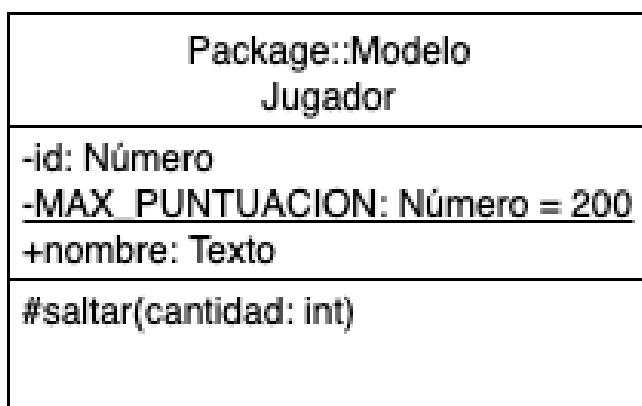 Package::Modelo
Jugador
-id: Número
-MAX_PUNTUACION: Número = 200
+nombre: Texto
#saltar(cantidad: int)